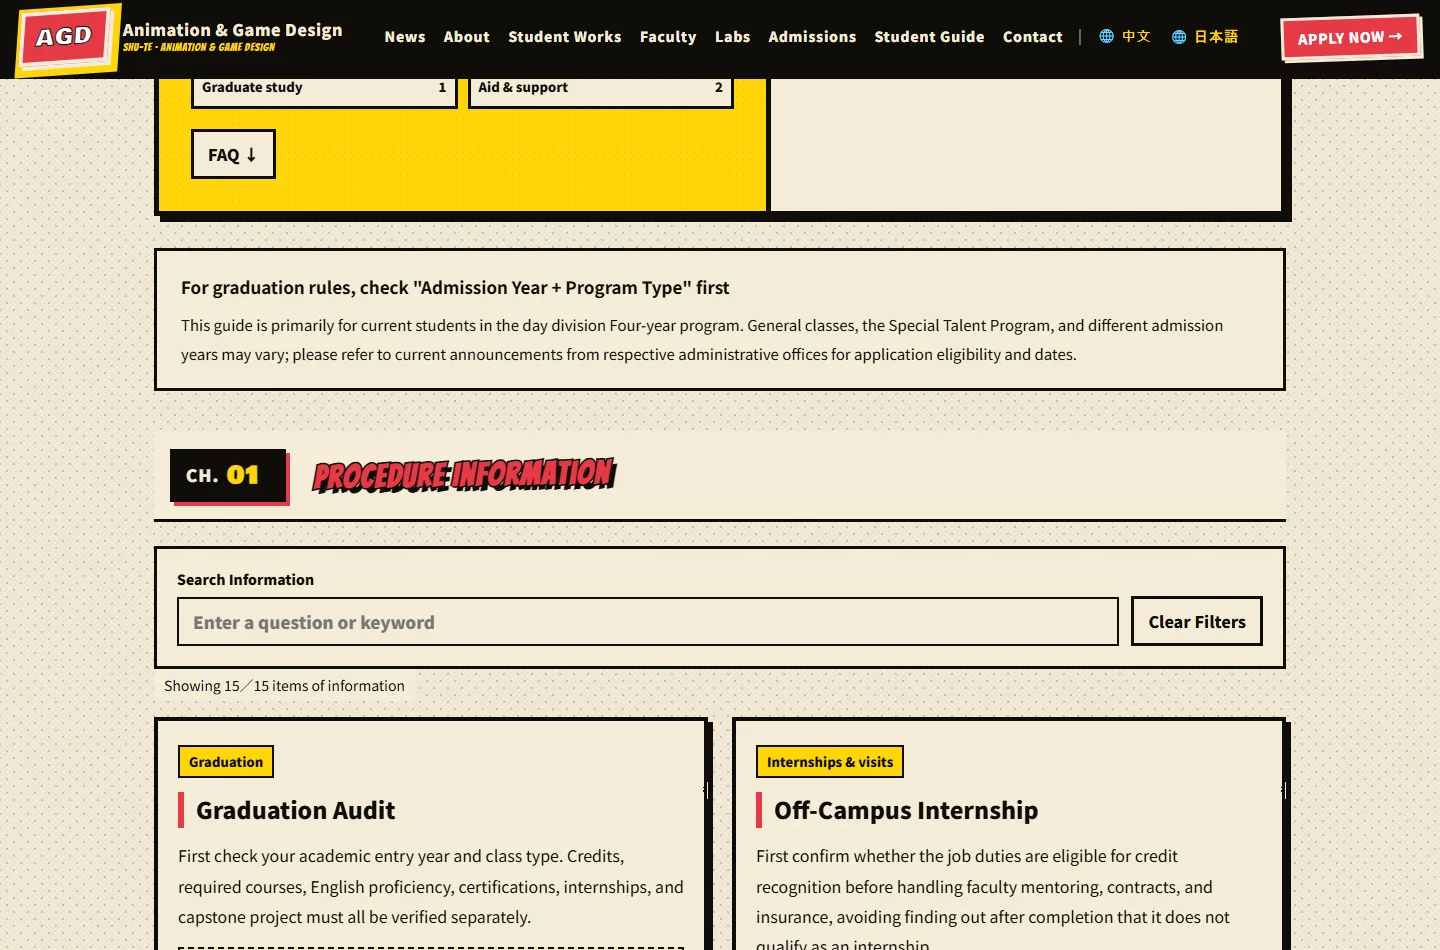 AGD
Animation & Game Design
SHU-TE · ANIMATION & GAME DESIGN
News About Student Works Faculty Labs Admissions Student Guide Contact | 🌐 中文 🌐 日本語
APPLY NOW →
Graduate study 1
Aid & support 2
FAQ ↓
For graduation rules, check "Admission Year + Program Type" first
This guide is primarily for current students in the day division Four-year program. General classes, the Special Talent Program, and different admission
years may vary; please refer to current announcements from respective administrative offices for application eligibility and dates.
CH. 01
PROCEDURE INFORMATION
Search Information
Enter a question or keyword
Clear Filters
Showing 15／15 items of information
Graduation
Graduation Audit
First check your academic entry year and class type. Credits,
required courses, English proficiency, certifications, internships, and
capstone project must all be verified separately.
Internships & visits
Off-Campus Internship
First confirm whether the job duties are eligible for credit
recognition before handling faculty mentoring, contracts, and
insurance, avoiding finding out after completion that it does not
qualify as an internship.